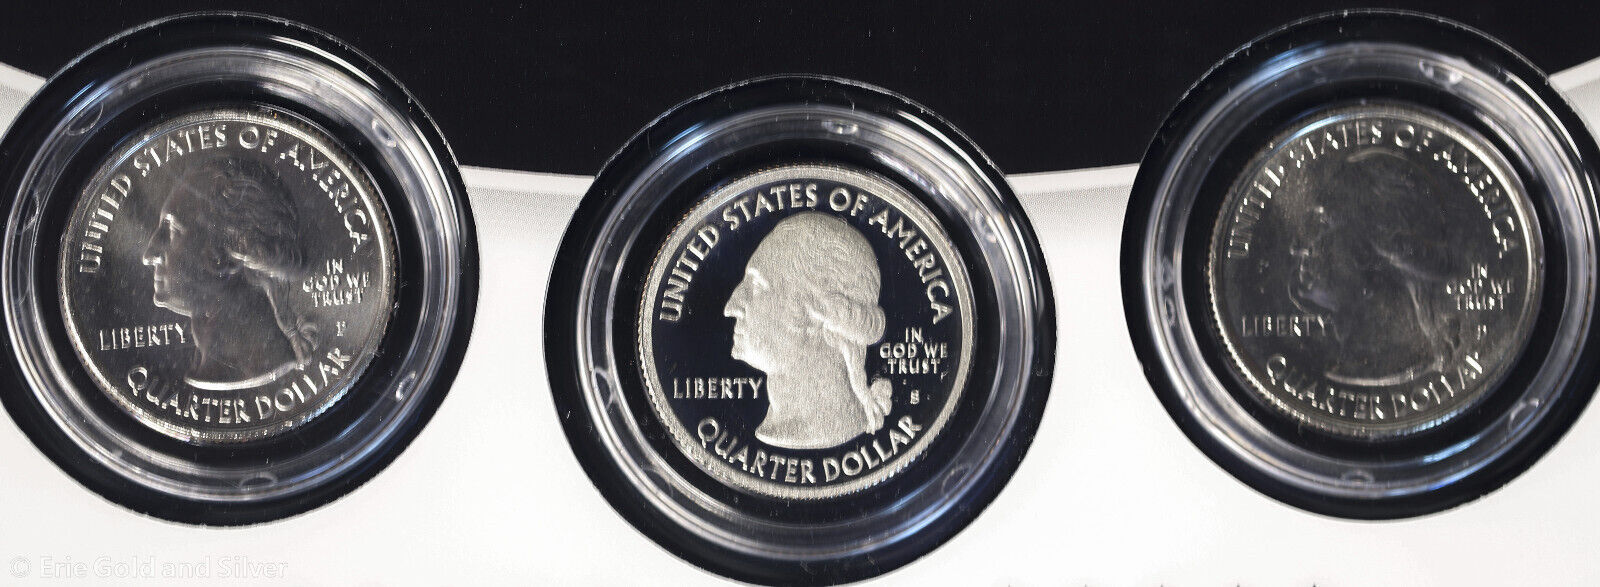 UNITED STATES OF AMERICA
LIBERTY
IN
GOD WE
TRUST
P
QUARTER DOLLAR
UNITED STATES OF AMERICA
LIBERTY
IN
GOD WE
TRUST
S
QUARTER DOLLAR
UNITED STATES OF AMERICA
LIBERTY
IN
GOD WE
TRUST
QUARTER DOLLAR
© Erie Gold and Silver